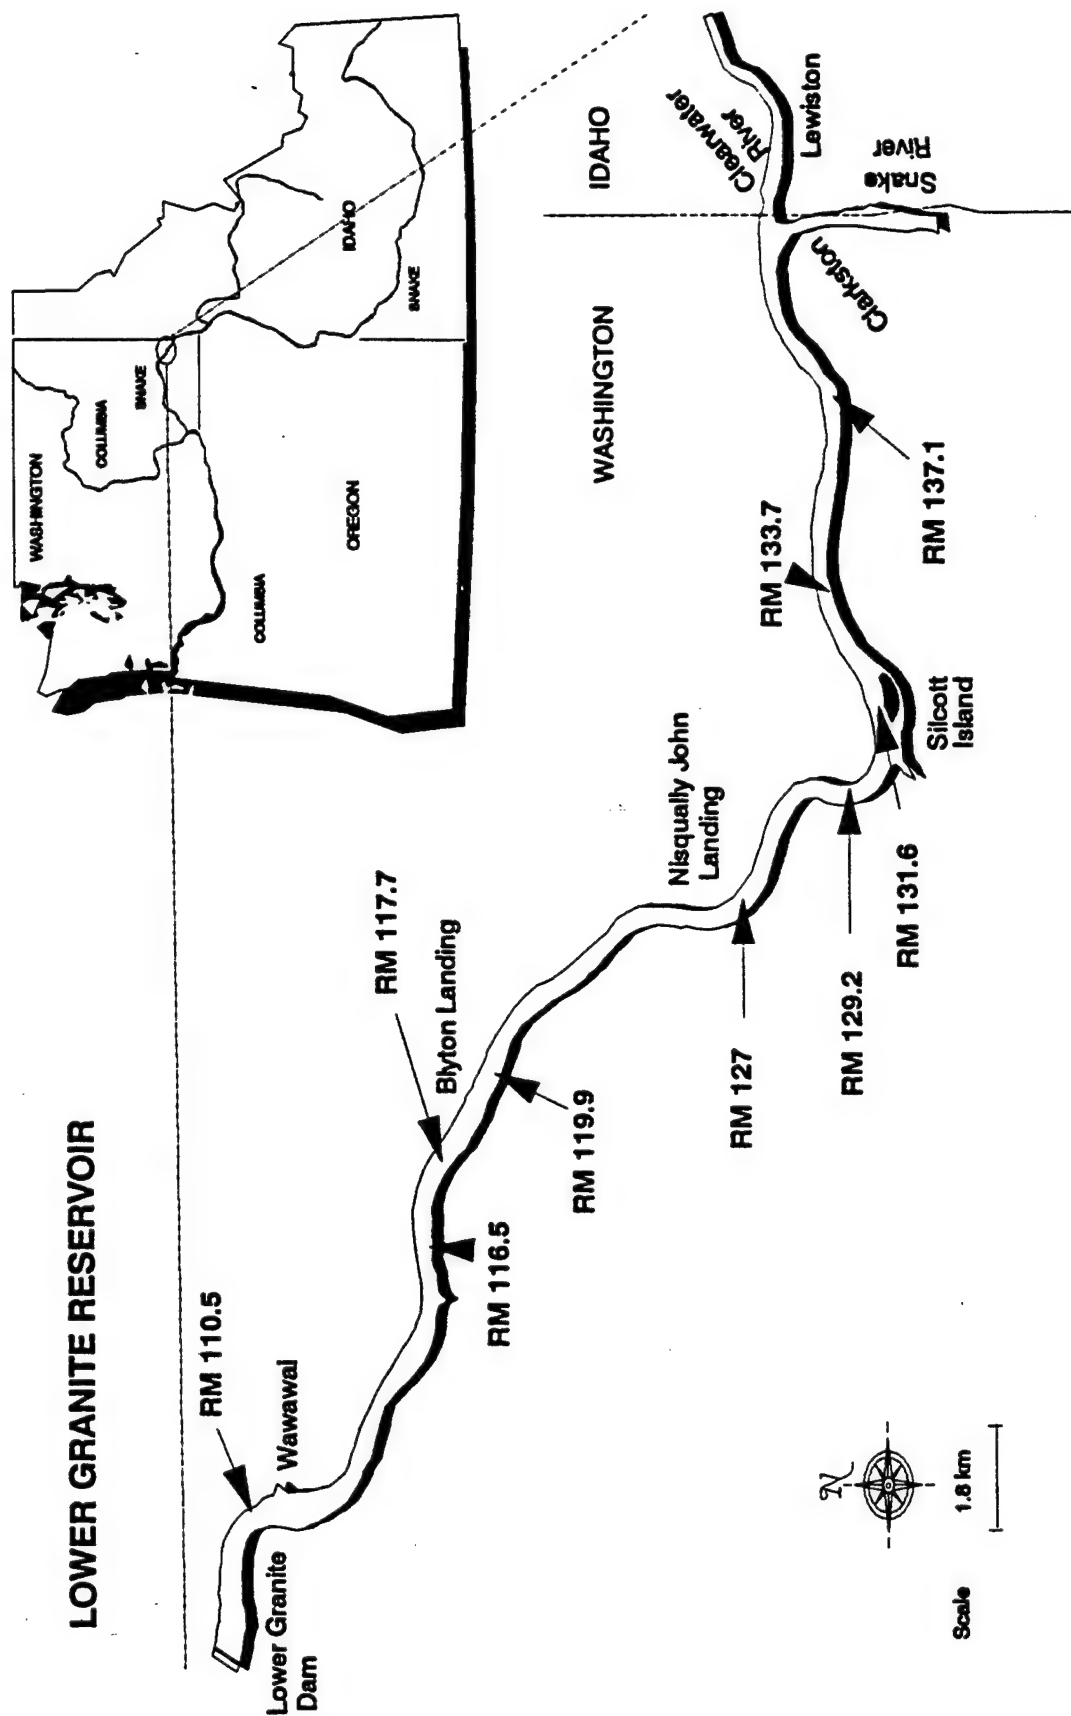 LOWER GRANITE RESERVOIR
WASHINGTON
COLUMBIA
SNAKE
COLUMBIA
OREGON
IDAHO
SNAKE
RM 110.5
Wawawai
Lower Granite
Dam
RM 116.5
RM 117.7
Blyton Landing
RM 119.9
Nisqually John
Landing
RM 127
RM 129.2
RM 131.6
Silcott
Island
RM 133.7
RM 137.1
WASHINGTON
IDAHO
Clearwater
River
Lewiston
Clarkston
Snake
River
N
Scale
1.8 km